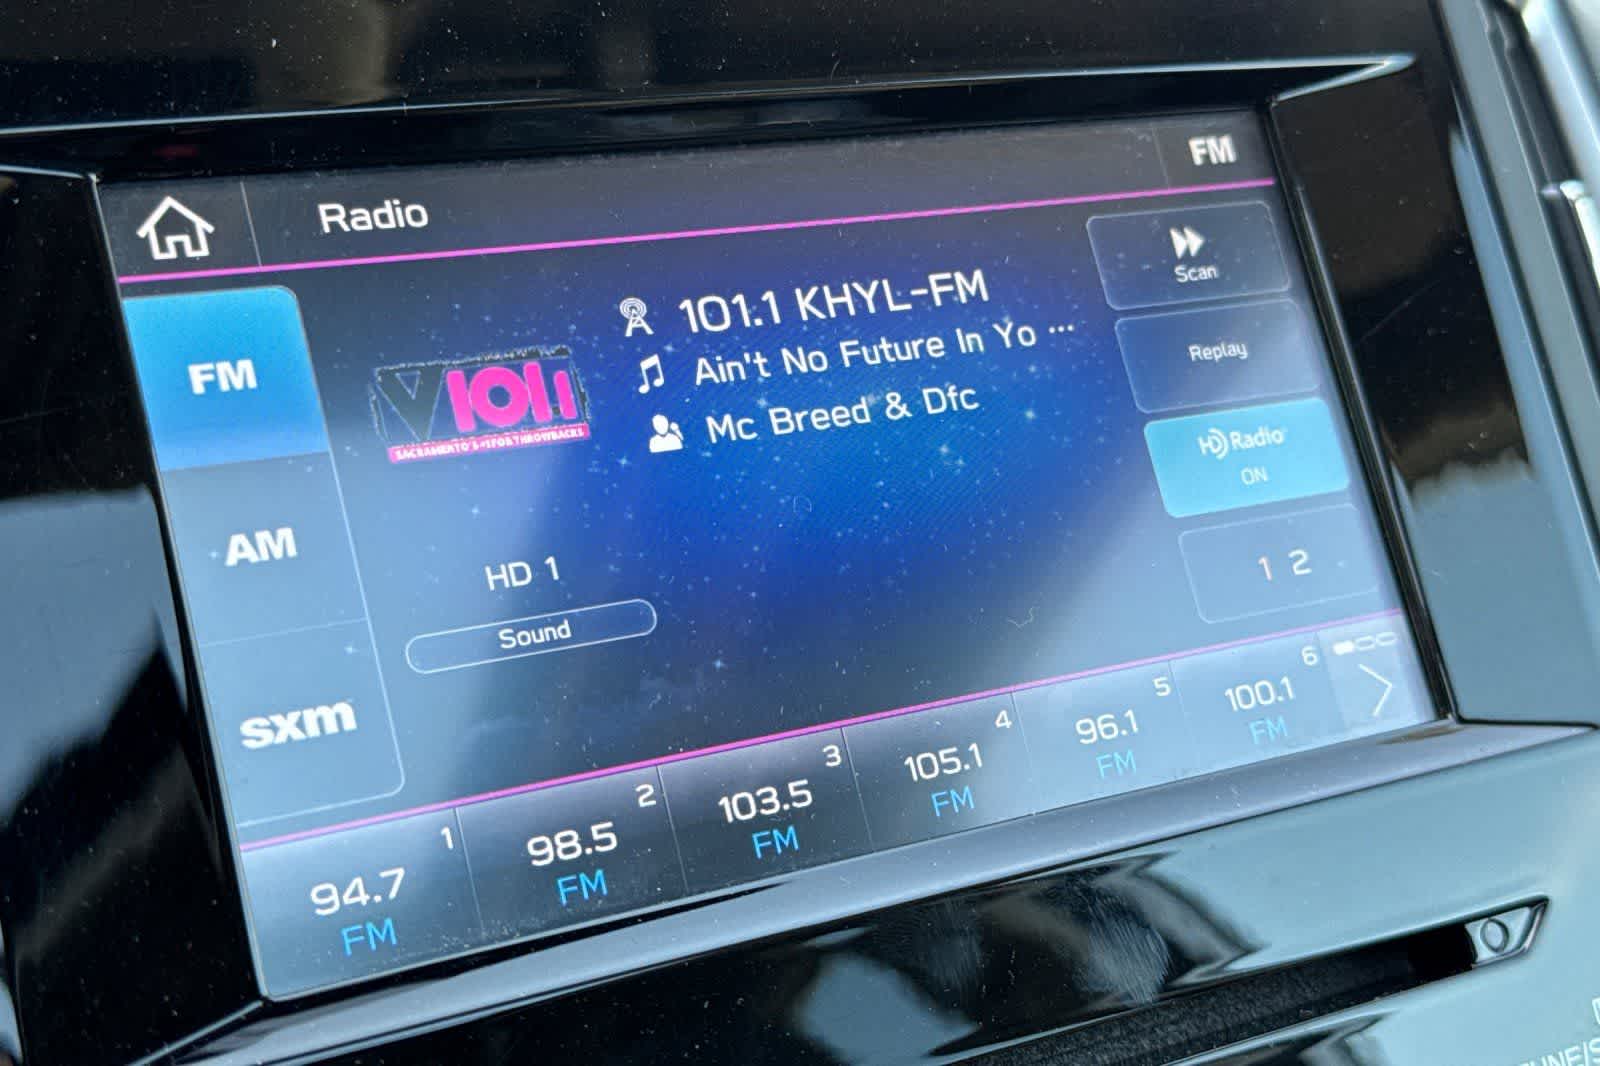 Radio
FM
FM
AM
sxm
V101.1
SACRAMENTO'S #1 FOR THROWBACKS
101.1 KHYL-FM
Ain't No Future In Yo ...
Mc Breed & Dfc
HD 1
Sound
Scan
Replay
HD Radio
ON
1 2
1
94.7
FM
2
98.5
FM
3
103.5
FM
4
105.1
FM
5
96.1
FM
6
100.1
FM